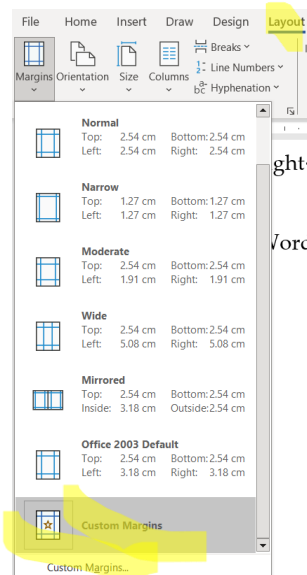 File Home Insert Draw Design Layout
Margins Orientation Size Columns
Breaks
Line Numbers
Hyphenation
Normal
Top: 2.54 cm Bottom: 2.54 cm
Left: 2.54 cm Right: 2.54 cm
Narrow
Top: 1.27 cm Bottom: 1.27 cm
Left: 1.27 cm Right: 1.27 cm
Moderate
Top: 2.54 cm Bottom: 2.54 cm
Left: 1.91 cm Right: 1.91 cm
Wide
Top: 2.54 cm Bottom: 2.54 cm
Left: 5.08 cm Right: 5.08 cm
Mirrored
Top: 2.54 cm Bottom: 2.54 cm
Inside: 3.18 cm Outside: 2.54 cm
Office 2003 Default
Top: 2.54 cm Bottom: 2.54 cm
Left: 3.18 cm Right: 3.18 cm
Custom Margins
Custom Margins...